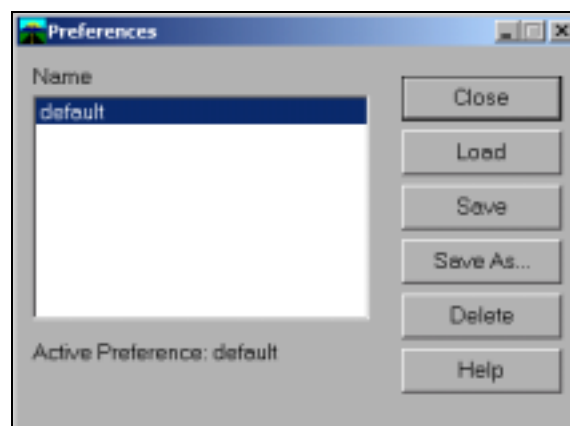 Preferences
Name
default
Active Preference: default
Close
Load
Save
Save As...
Delete
Help